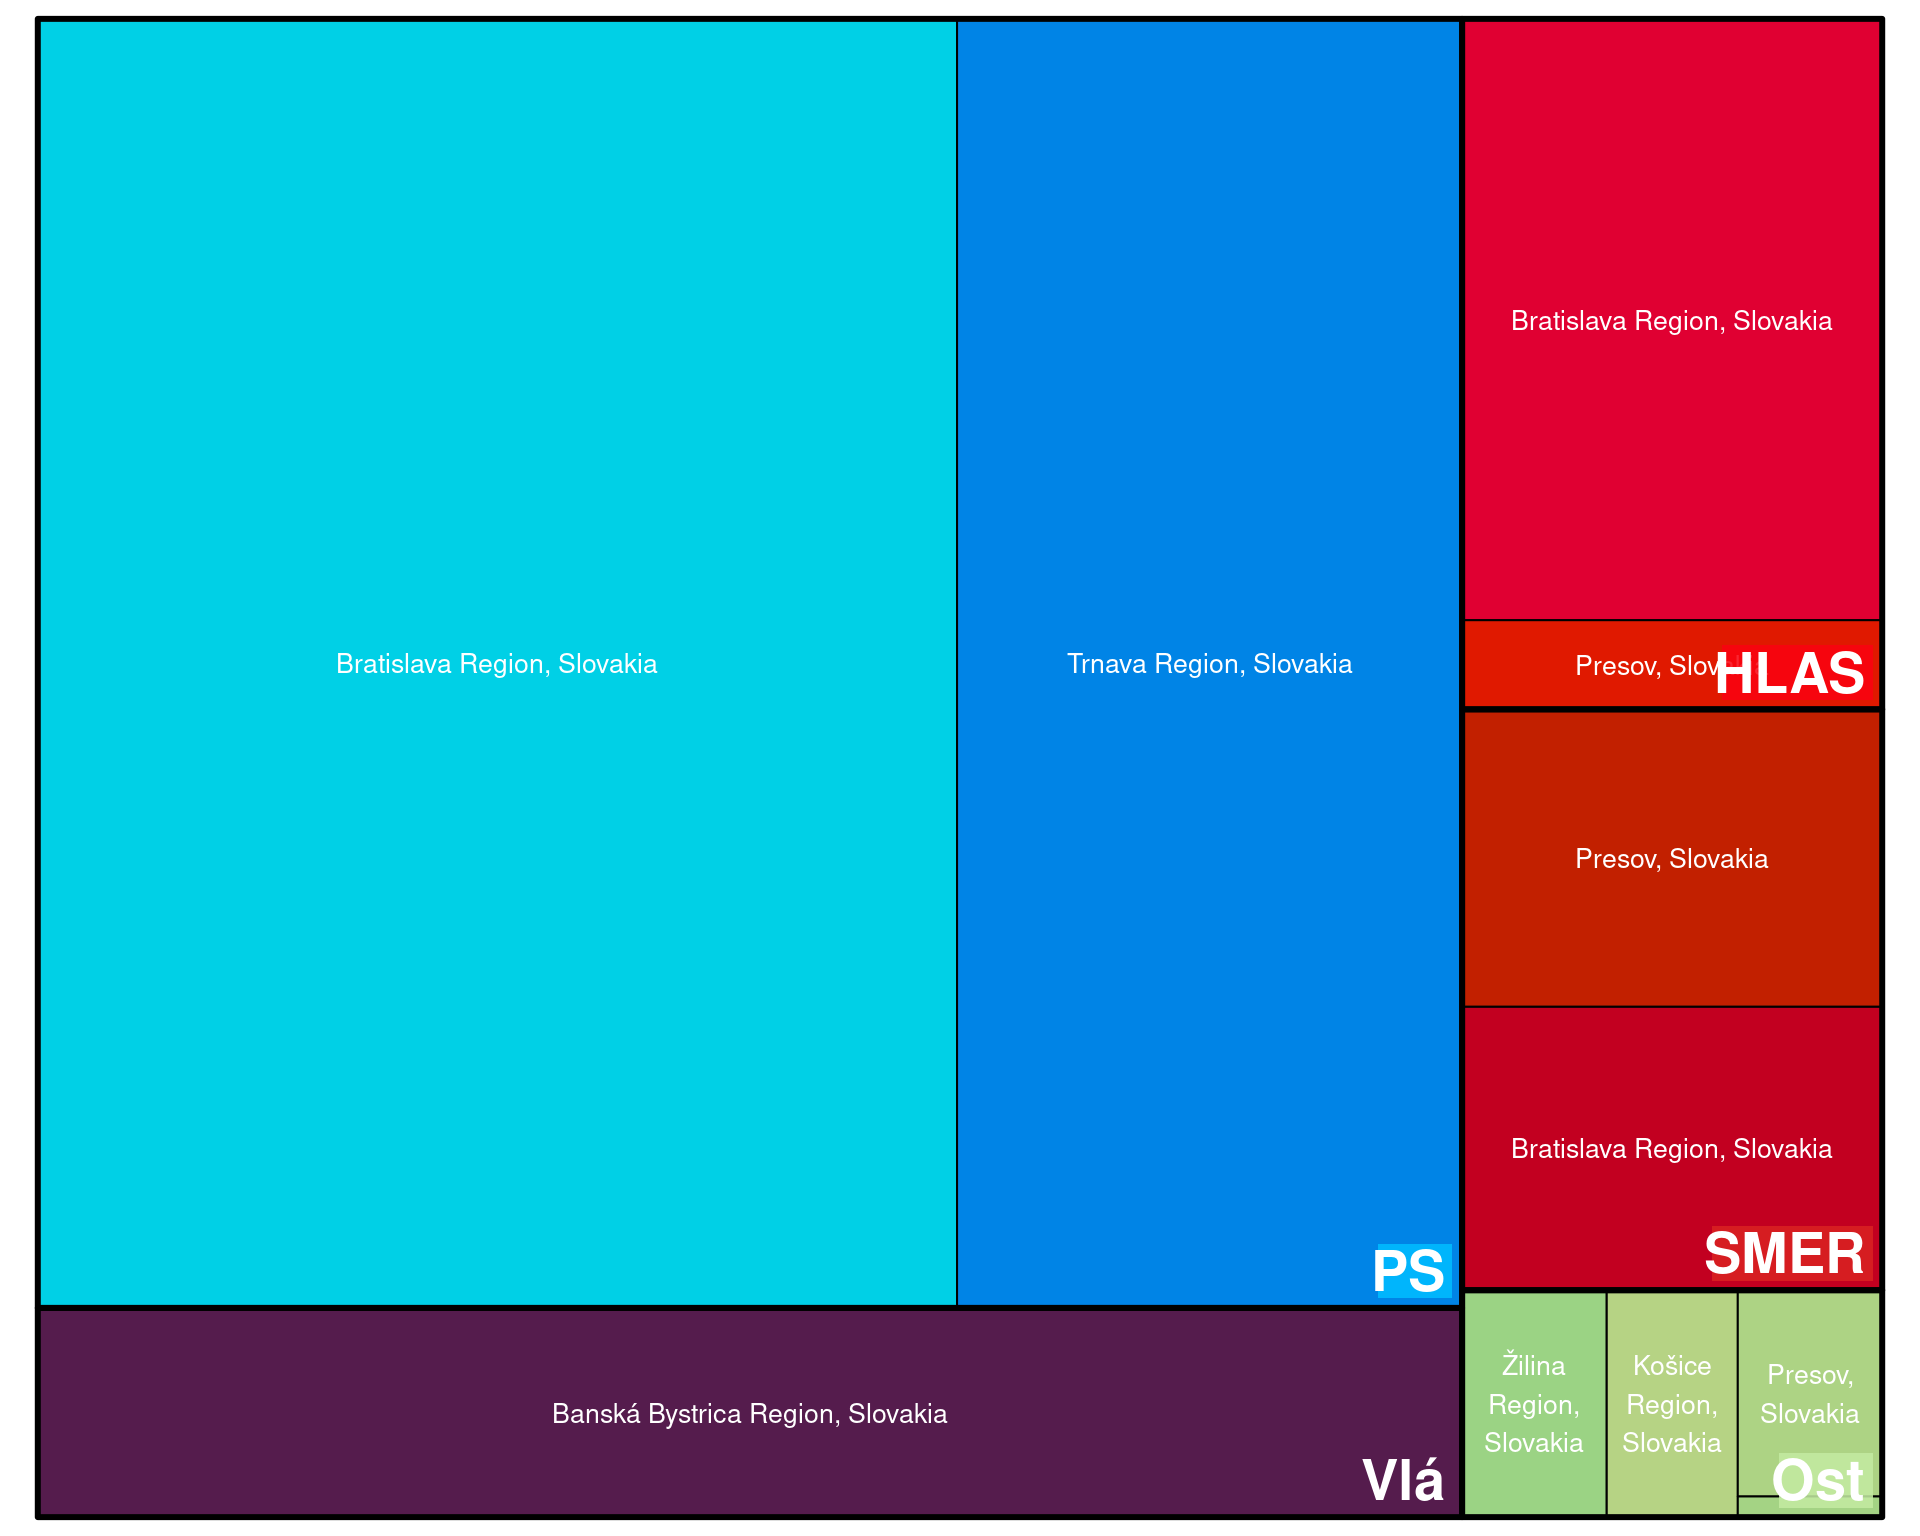 Bratislava Region, Slovakia
Trnava Region, Slovakia
PS
Banská Bystrica Region, Slovakia
Vlá
Bratislava Region, Slovakia
Presov, Slov
HLAS
Presov, Slovakia
Bratislava Region, Slovakia
SMER
Žilina
Region,
Slovakia
Košice
Region,
Slovakia
Presov,
Slovakia
Ost